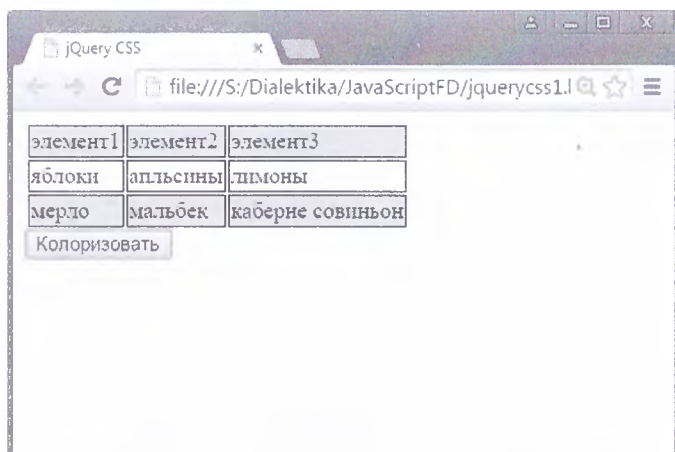 jQuery CSS
file:///S:/Dialektika/JavaScriptFD/jquerycss1.l
элемент1 элемент2 элемент3
яблоки апльсины лимоны
мерло мальбек каберне совиньон
Колоризовать